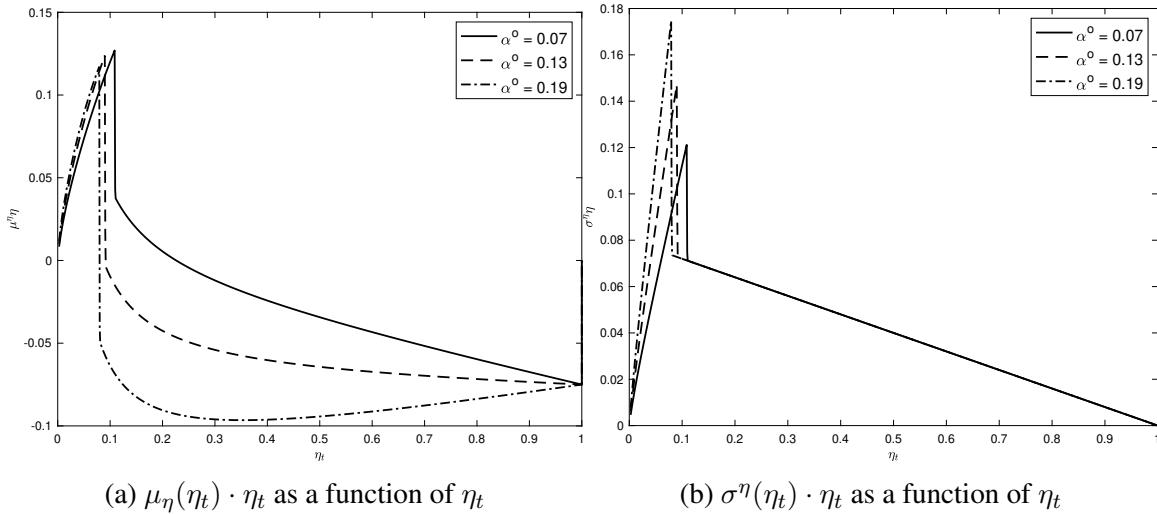 0.15
0.1
0.05
0
-0.05
-0.1
μ^η η
0 0.1 0.2 0.3 0.4 0.5 0.6 0.7 0.8 0.9 1
η_t
α^o = 0.07
α^o = 0.13
α^o = 0.19
(a) μ_η(η_t) · η_t as a function of η_t
0.18
0.16
0.14
0.12
0.1
0.08
0.06
0.04
0.02
0
σ^η η
0 0.1 0.2 0.3 0.4 0.5 0.6 0.7 0.8 0.9 1
η_t
α^o = 0.07
α^o = 0.13
α^o = 0.19
(b) σ^η(η_t) · η_t as a function of η_t